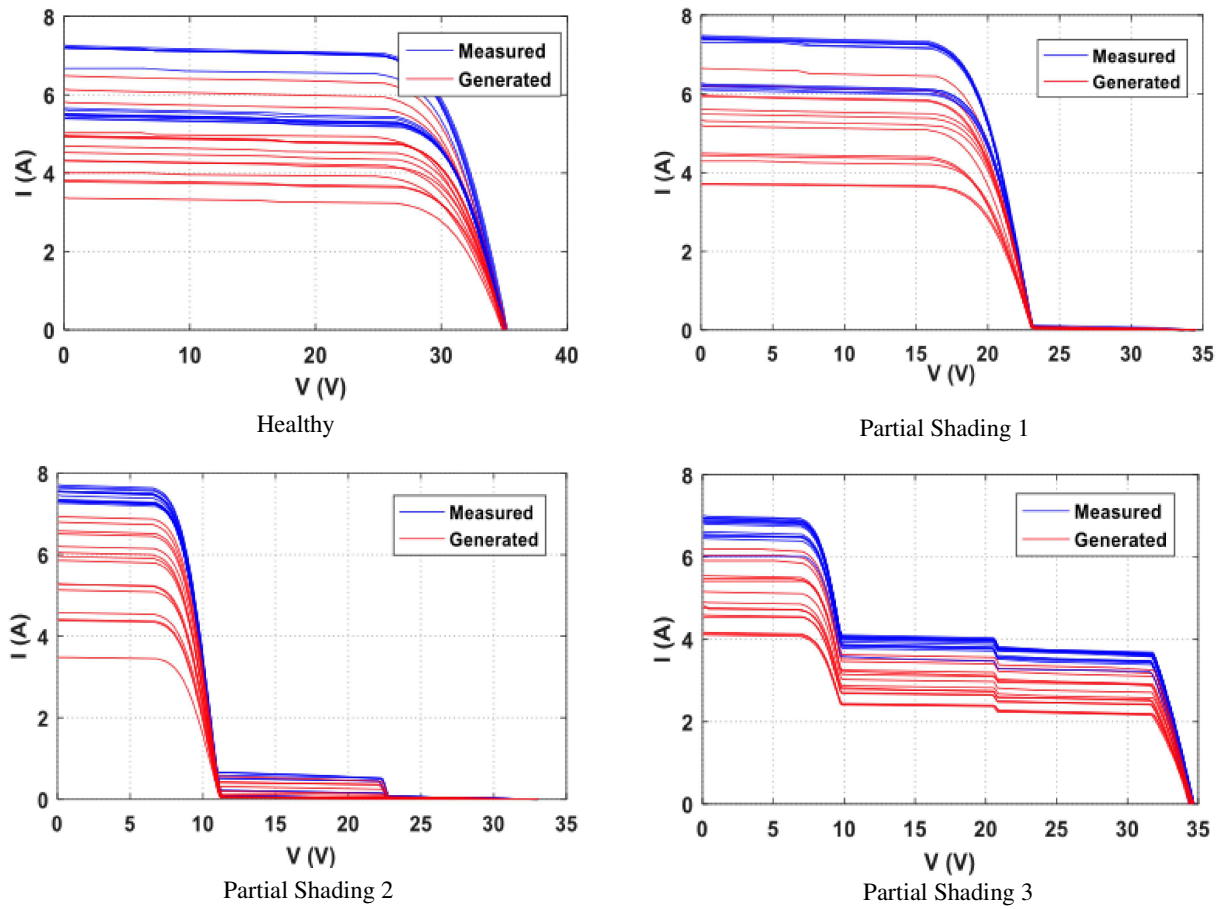 8
6
4
2
0
I (A)
Measured
Generated
0 10 20 30 40
V (V)
Healthy
8
6
4
2
0
I (A)
Measured
Generated
0 5 10 15 20 25 30 35
V (V)
Partial Shading 1
8
6
4
2
0
I (A)
Measured
Generated
0 5 10 15 20 25 30 35
V (V)
Partial Shading 2
8
6
4
2
0
I (A)
Measured
Generated
0 5 10 15 20 25 30 35
V (V)
Partial Shading 3